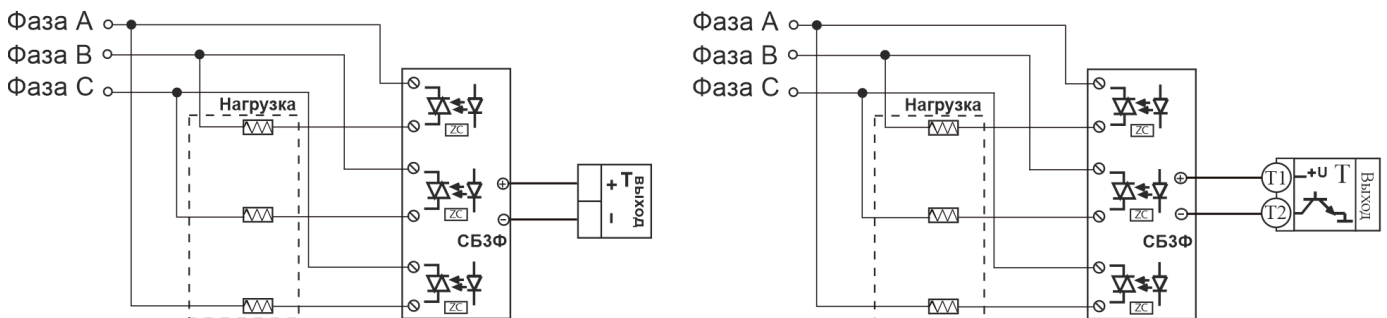 Фаза А
Фаза В
Фаза С
Нагрузка
ZC
ZC
ZC
+
−
СБ3Ф
+ Т
−
выход
Фаза А
Фаза В
Фаза С
Нагрузка
ZC
ZC
ZC
+
−
СБ3Ф
T1
T2
+U T
Выход